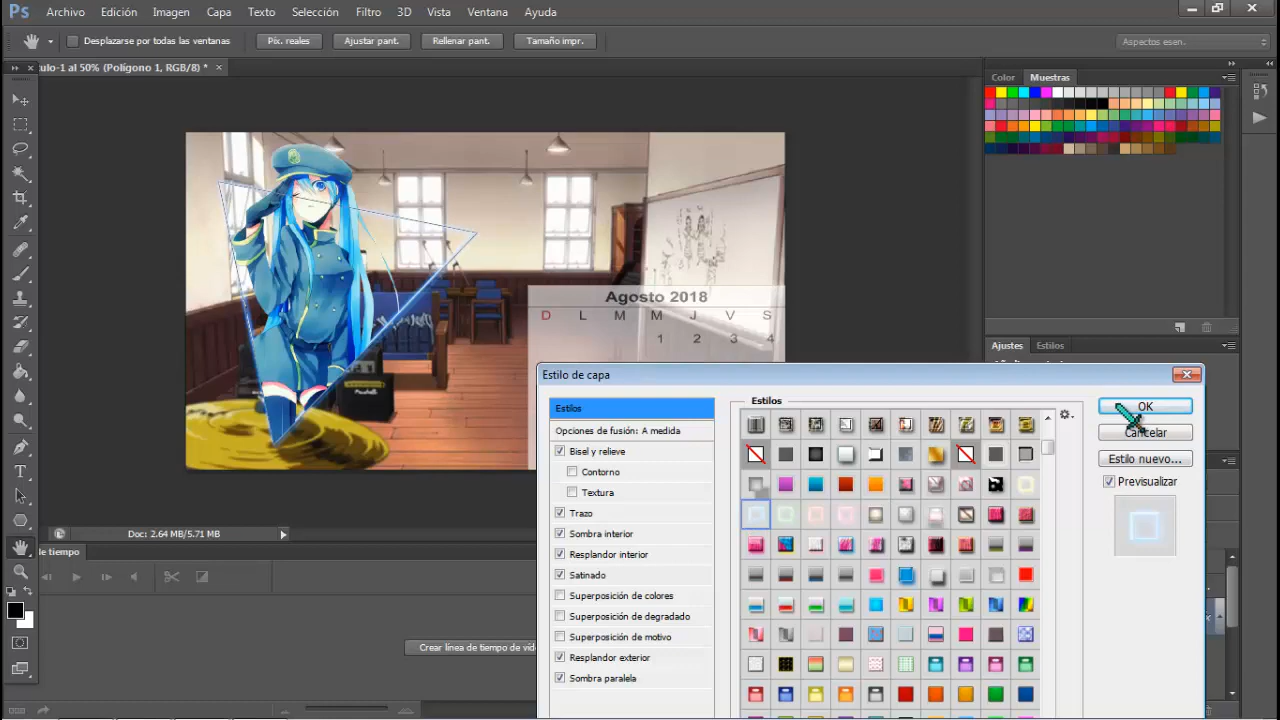 Ps Archivo Edición Imagen Capa Texto Selección Filtro 3D Vista Ventana Ayuda
Desplazarse por todas las ventanas Píx. reales Ajustar pant. Rellenar pant. Tamaño impr. Aspectos esen.
tulo-1 al 50% (Polígono 1, RGB/8) * ×
Color Muestras
Agosto 2018
D L M M J V S
1 2 3 4
Ajustes Estilos
Estilo de capa
Estilos
Opciones de fusión: A medida
Bisel y relieve
Contorno
Textura
Trazo
Sombra interior
Resplandor interior
Satinado
Superposición de colores
Superposición de degradado
Superposición de motivo
Resplandor exterior
Sombra paralela
Estilos
OK
Cancelar
Estilo nuevo...
Previsualizar
Doc: 2.64 MB/5.71 MB
de tiempo
Crear línea de tiempo de víd